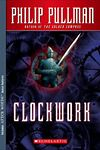 PHILIP PULLMAN
AUTHOR OF THE GOLDEN COMPASS
CLOCKWORK
SCHOLASTIC